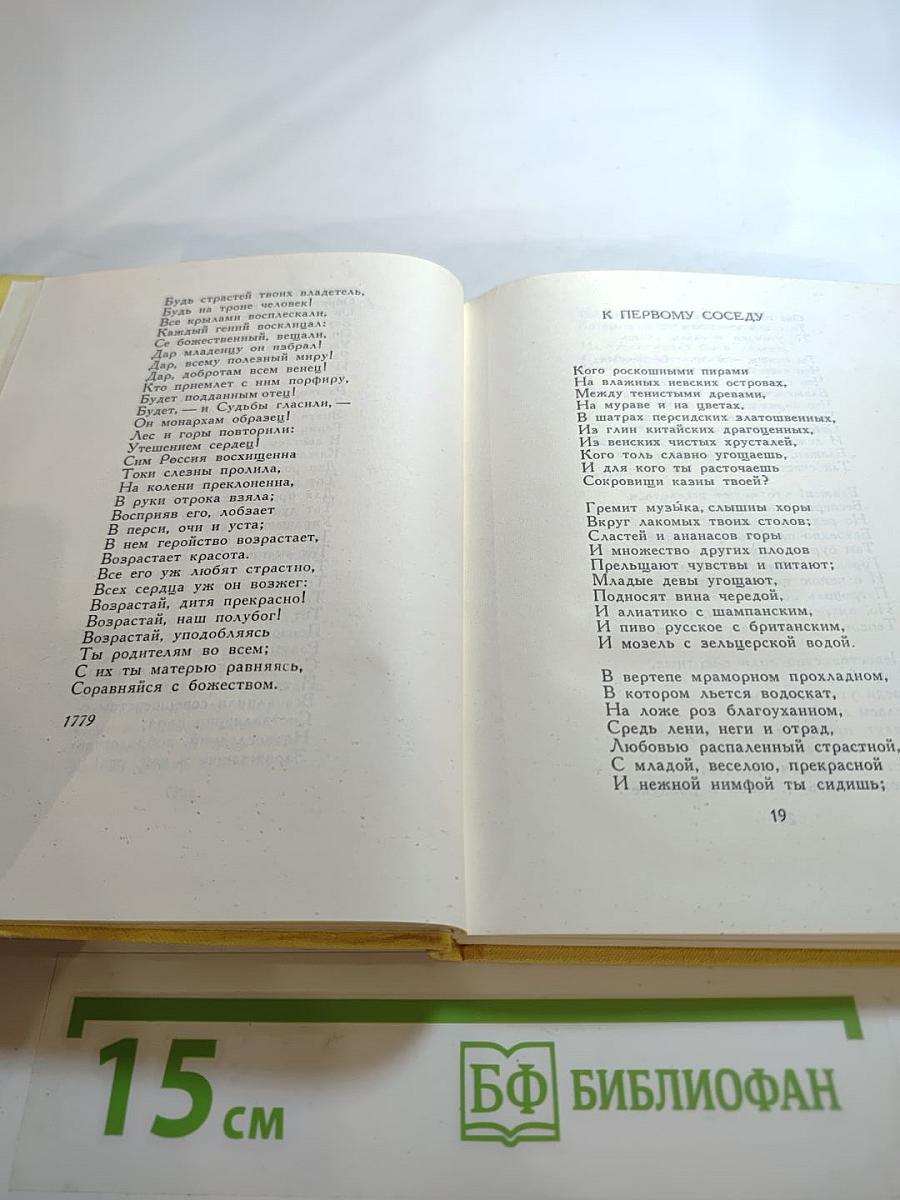 Будь страстей твоих владетель,
Будь на троне человек!
Все крылами восплескали,
Каждый гений восклицал:
Се божественный, вещали,
Дар младенцу он избрал!
Дар, всему полезный миру!
Дар, добротам всем венец!
Кто приемлет с ним порфиру,
Будет подданным отец!
Будет, — и Судьбы гласили, —
Он монархам образец!
Лес и горы повторили:
Утешением сердец!
Сим Россия восхищенна
Токи слезны пролила,
На колени преклоненна,
В руки отрока взяла;
Восприяв его, лобзает
В перси, очи и уста;
В нем геройство возрастает,
Возрастает красота.
Все его уж любят страстно,
Всех сердца уж он возжег:
Возрастай, дитя прекрасно!
Возрастай, наш полубог!
Возрастай, уподобляясь
Ты родителям во всем;
С их ты матерью равняясь,
Соравняйся с божеством.
1779
К ПЕРВОМУ СОСЕДУ
Кого роскошными пирами
На влажных невских островах,
Между тенистыми древами,
На мураве и на цветах,
В шатрах персидских златошвенных,
Из глин китайских драгоценных,
Из венских чистых хрусталей,
Кого толь славно угощаешь,
И для кого ты расточаешь
Сокровищи казны твоей?
Гремит музы́ка, слышны хоры
Вкруг лакомых твоих столов;
Сластей и ананасов горы
И множество других плодов
Прельщают чувствы и питают;
Младые девы угощают,
Подносят вина чередой,
И алиатико с шампанским,
И пиво русское с британским,
И мозель с зельцерской водой.
В вертепе мраморном прохладном,
В котором льется водоскат,
На ложе роз благоуханном,
Средь лени, неги и отрад,
Любовью распаленный страстной,
С младой, веселою, прекрасной
И нежной нимфой ты сидишь;
19
15 см
БФ БИБЛИОФАН